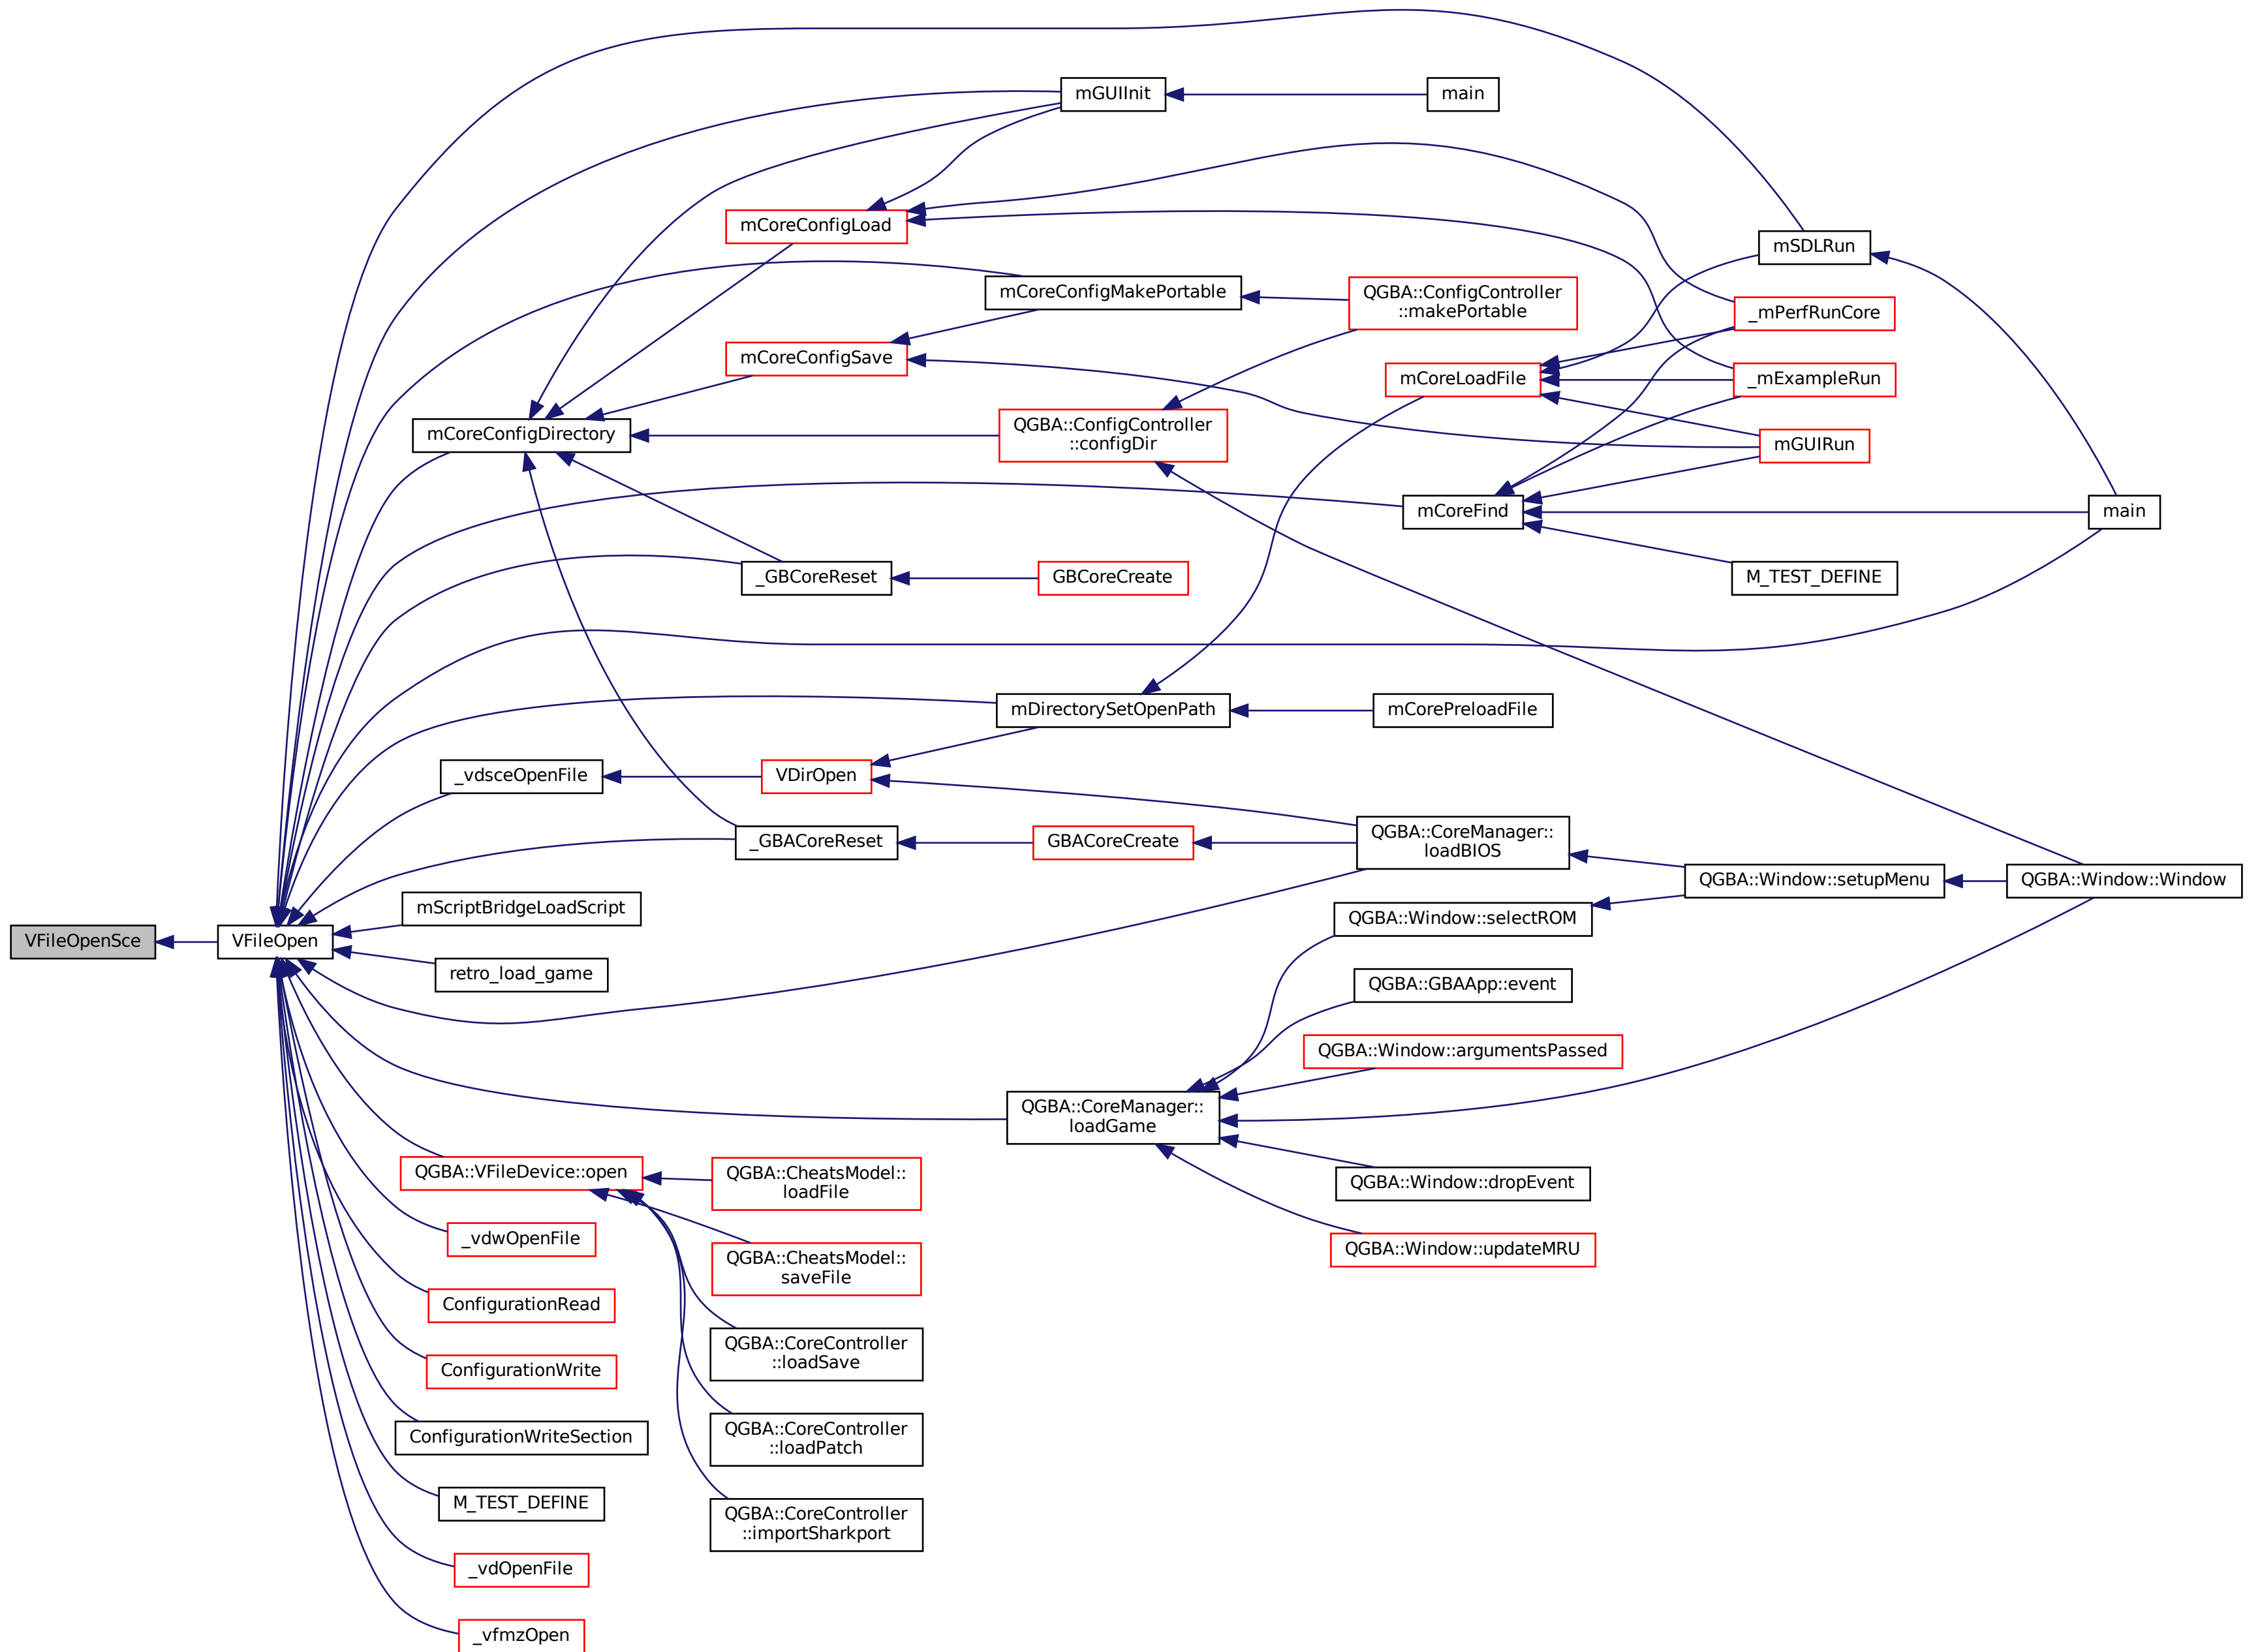 mGUIInit
main
mCoreConfigLoad
mSDLRun
mCoreConfigMakePortable
QGBA::ConfigController
::makePortable
_mPerfRunCore
mCoreConfigSave
mCoreLoadFile
_mExampleRun
mCoreConfigDirectory
QGBA::ConfigController
::configDir
mGUIRun
mCoreFind
main
_GBCoreReset
GBCoreCreate
M_TEST_DEFINE
mDirectorySetOpenPath
mCorePreloadFile
_vdsceOpenFile
VDirOpen
_GBACoreReset
GBACoreCreate
QGBA::CoreManager::
loadBIOS
QGBA::Window::setupMenu
QGBA::Window::Window
mScriptBridgeLoadScript
QGBA::Window::selectROM
VFileOpenSce
VFileOpen
retro_load_game
QGBA::GBAApp::event
QGBA::Window::argumentsPassed
QGBA::CoreManager::
loadGame
QGBA::VFileDevice::open
QGBA::CheatsModel::
loadFile
QGBA::Window::dropEvent
_vdwOpenFile
QGBA::CheatsModel::
saveFile
QGBA::Window::updateMRU
ConfigurationRead
QGBA::CoreController
::loadSave
ConfigurationWrite
ConfigurationWriteSection
QGBA::CoreController
::loadPatch
M_TEST_DEFINE
QGBA::CoreController
::importSharkport
_vdOpenFile
_vfmzOpen